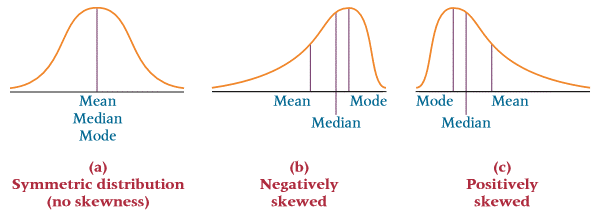 Mean
Median
Mode
(a)
Symmetric distribution
(no skewness)
Mean
Mode
Median
(b)
Negatively
skewed
Mode
Mean
Median
(c)
Positively
skewed